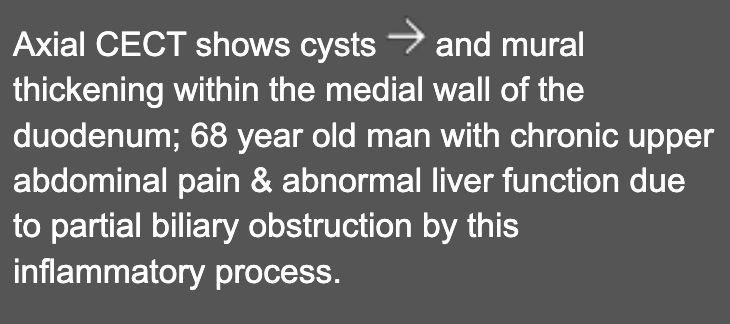 Axial CECT shows cysts → and mural
thickening within the medial wall of the
duodenum; 68 year old man with chronic upper
abdominal pain & abnormal liver function due
to partial biliary obstruction by this
inflammatory process.